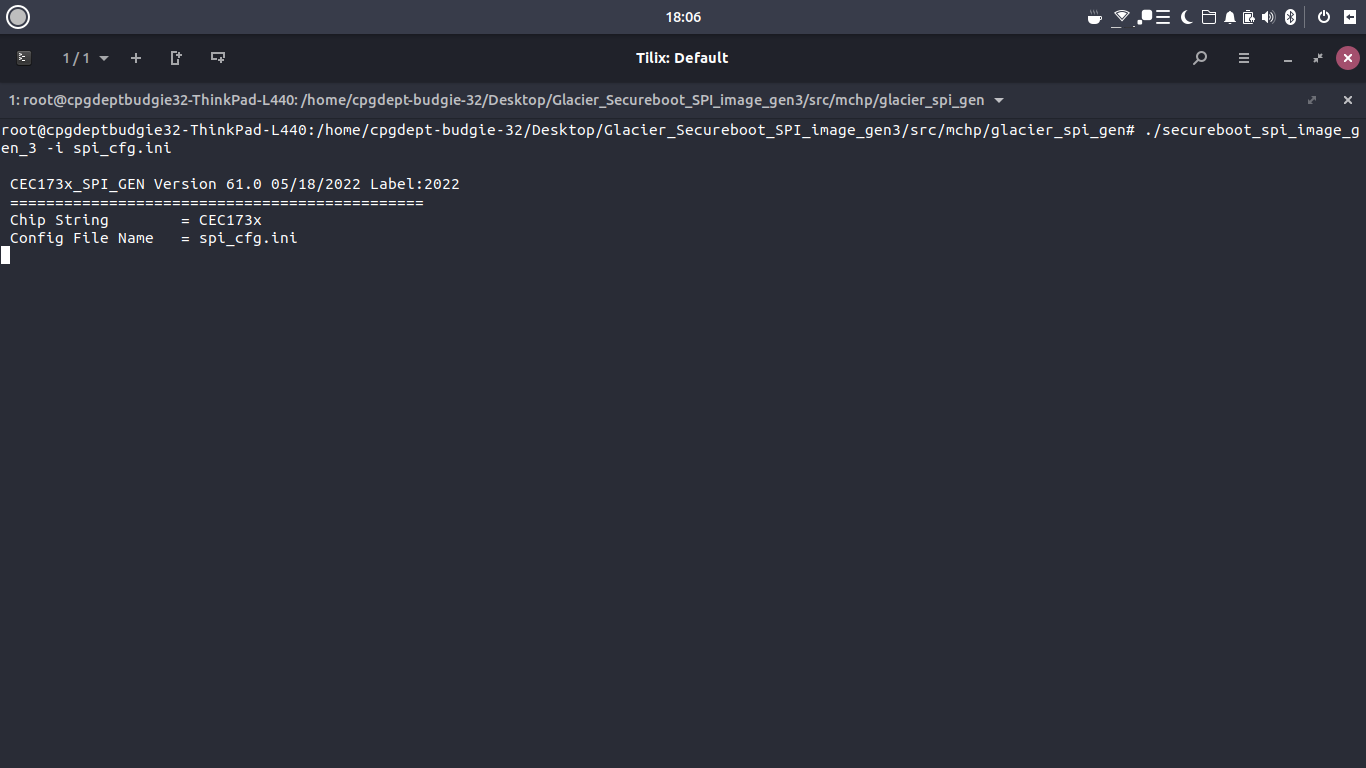 18:06
1 / 1
Tilix: Default
1: root@cpgdeptbudgie32-ThinkPad-L440: /home/cpgdept-budgie-32/Desktop/Glacier_Secureboot_SPI_image_gen3/src/mchp/glacier_spi_gen
root@cpgdeptbudgie32-ThinkPad-L440:/home/cpgdept-budgie-32/Desktop/Glacier_Secureboot_SPI_image_gen3/src/mchp/glacier_spi_gen# ./secureboot_spi_image_g
en_3 -i spi_cfg.ini
CEC173x_SPI_GEN Version 61.0 05/18/2022 Label:2022
==============================================
Chip String        = CEC173x
Config File Name   = spi_cfg.ini